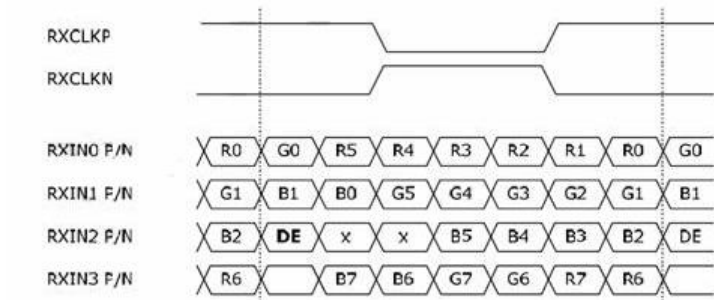 RXCLKP
RXCLKN
RXIN0 P/N R0 G0 R5 R4 R3 R2 R1 R0 G0
RXIN1 P/N G1 B1 B0 G5 G4 G3 G2 G1 B1
RXIN2 P/N B2 DE x x B5 B4 B3 B2 DE
RXIN3 P/N R6 B7 B6 G7 G6 R7 R6